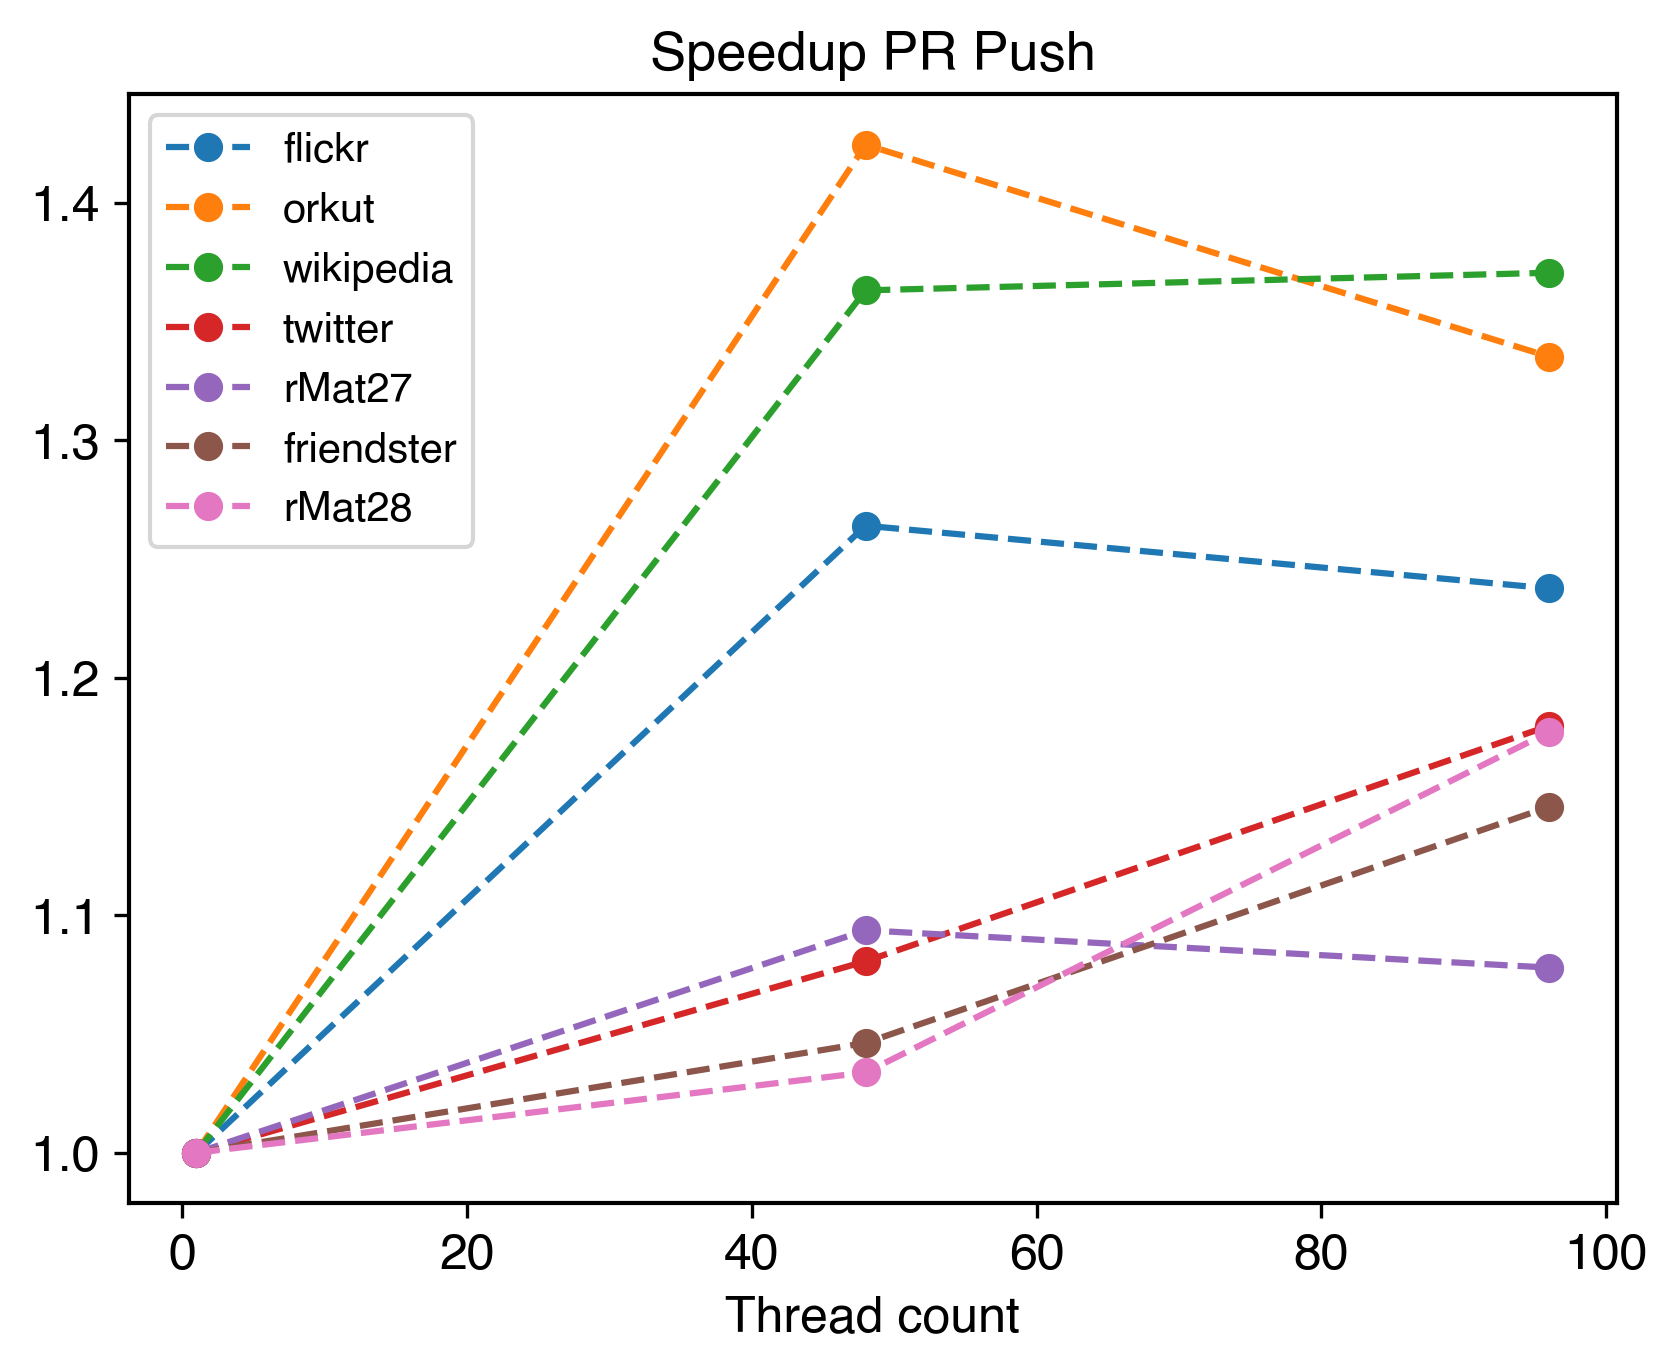 Speedup PR Push
flickr
orkut
wikipedia
twitter
rMat27
friendster
rMat28
1.4
1.3
1.2
1.1
1.0
0 20 40 60 80 100
Thread count